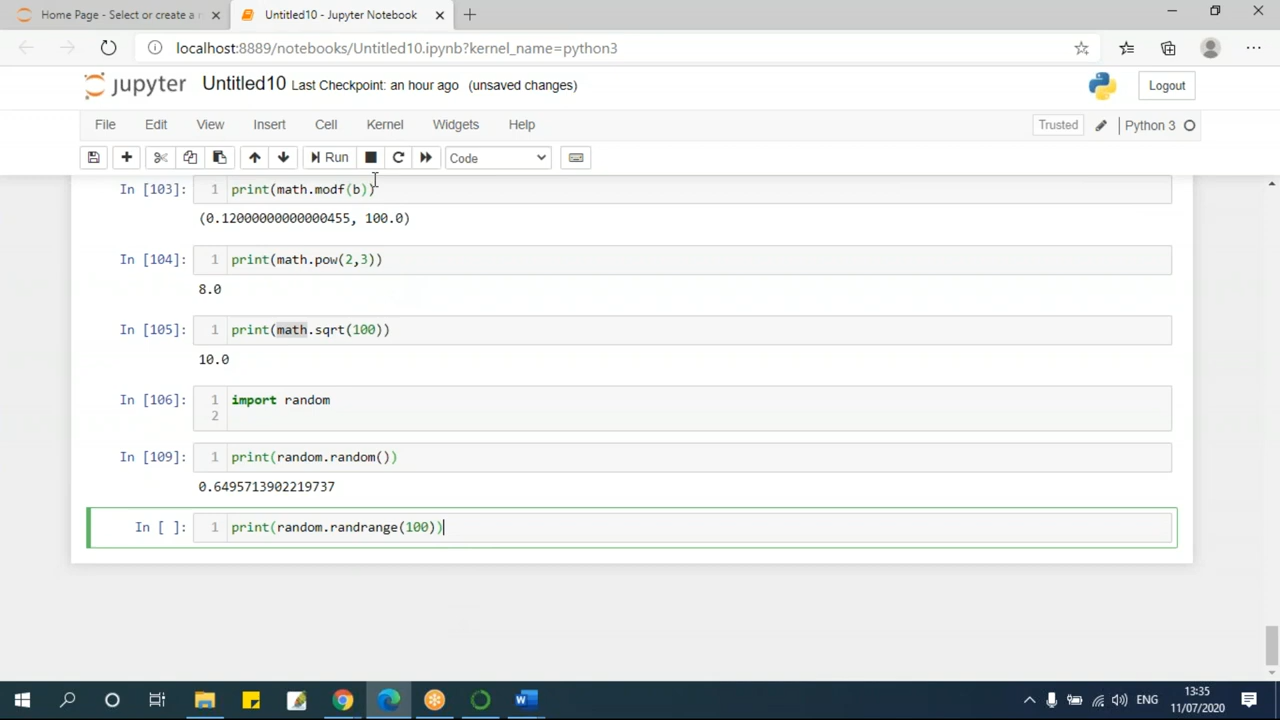 Home Page - Select or create a n
Untitled10 - Jupyter Notebook
localhost:8889/notebooks/Untitled10.ipynb?kernel_name=python3
jupyter Untitled10 Last Checkpoint: an hour ago (unsaved changes)
Logout
File Edit View Insert Cell Kernel Widgets Help
Trusted Python 3
Run Code
In [103]: 1 print(math.modf(b))
(0.12000000000000455, 100.0)
In [104]: 1 print(math.pow(2,3))
8.0
In [105]: 1 print(math.sqrt(100))
10.0
In [106]: 1 import random
2
In [109]: 1 print(random.random())
0.6495713902219737
In [ ]: 1 print(random.randrange(100))
ENG
13:35
11/07/2020